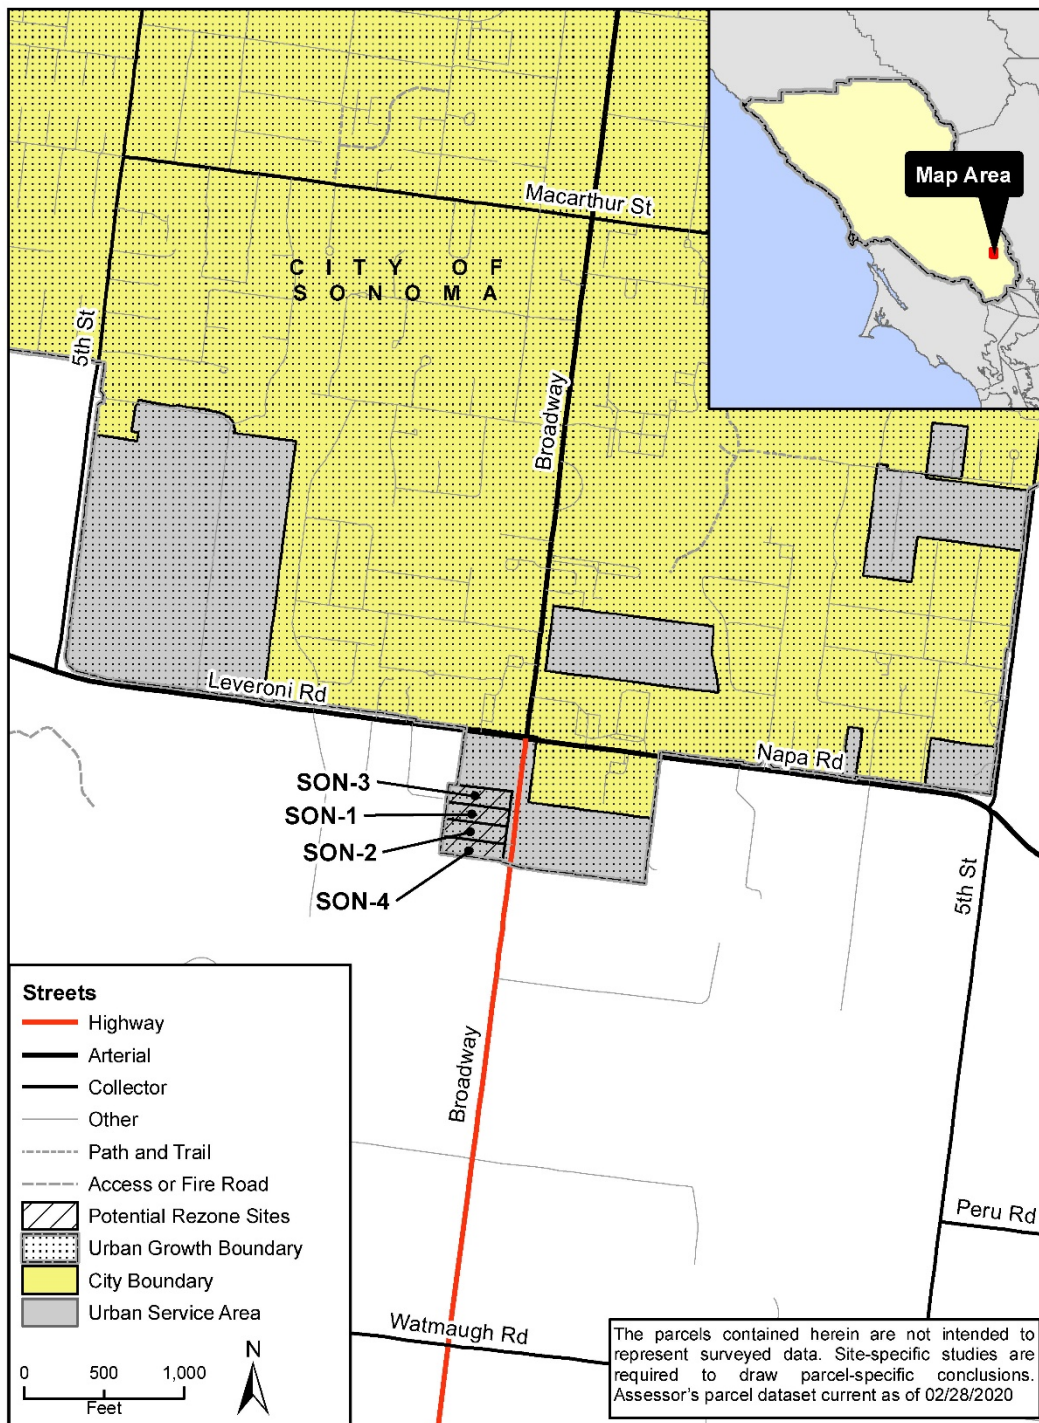 Map Area
Macarthur St
C I T Y O F
S O N O M A
5th St
Broadway
Leveroni Rd
Napa Rd
SON-3
SON-1
SON-2
SON-4
5th St
Broadway
Peru Rd
Watmaugh Rd
Streets
Highway
Arterial
Collector
Other
Path and Trail
Access or Fire Road
Potential Rezone Sites
Urban Growth Boundary
City Boundary
Urban Service Area
N
0 500 1,000
Feet
The parcels contained herein are not intended to
represent surveyed data. Site-specific studies are
required to draw parcel-specific conclusions.
Assessor's parcel dataset current as of 02/28/2020